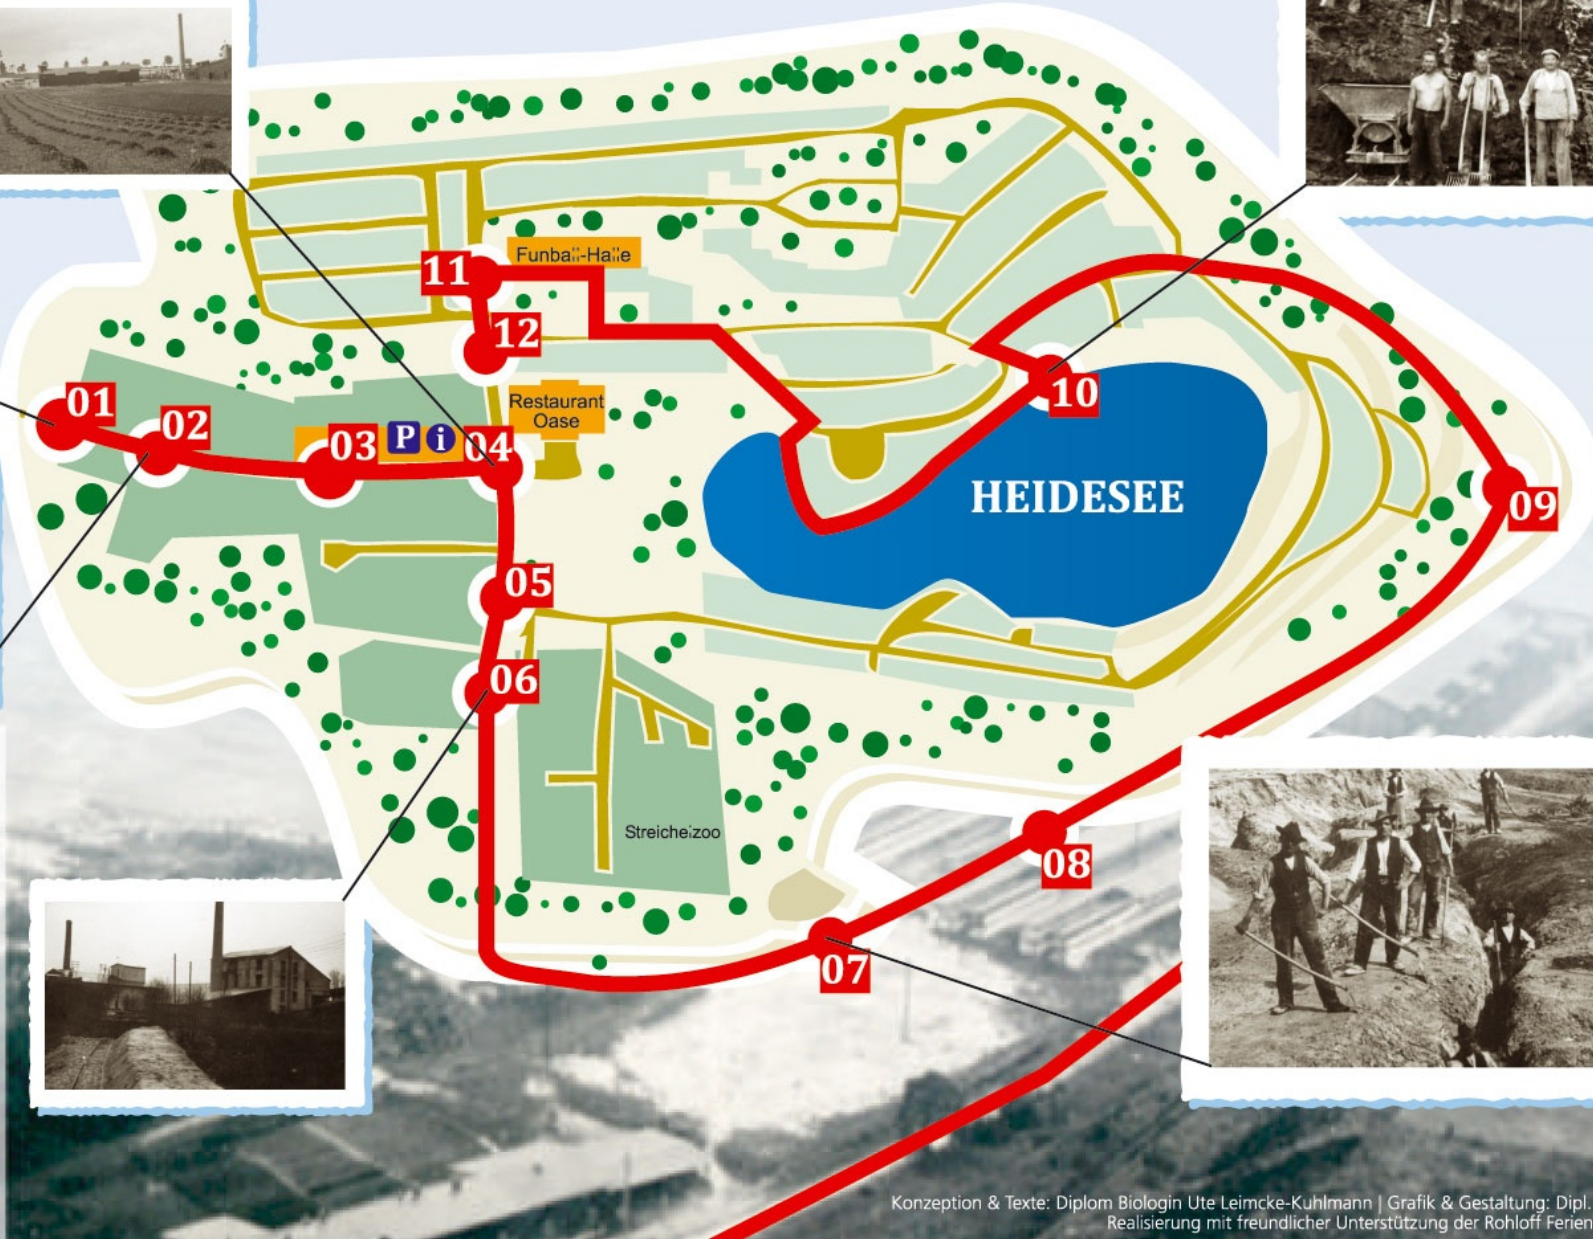 Funball-Halle
11
12
01
02
Restaurant
Oase
10
03
P
i
04
HEIDESEE
09
05
06
Streichelzoo
08
07
Konzeption & Texte: Diplom Biologin Ute Leimcke-Kuhlmann | Grafik & Gestaltung: Dipl.
Realisierung mit freundlicher Unterstützung der Rohloff Ferien